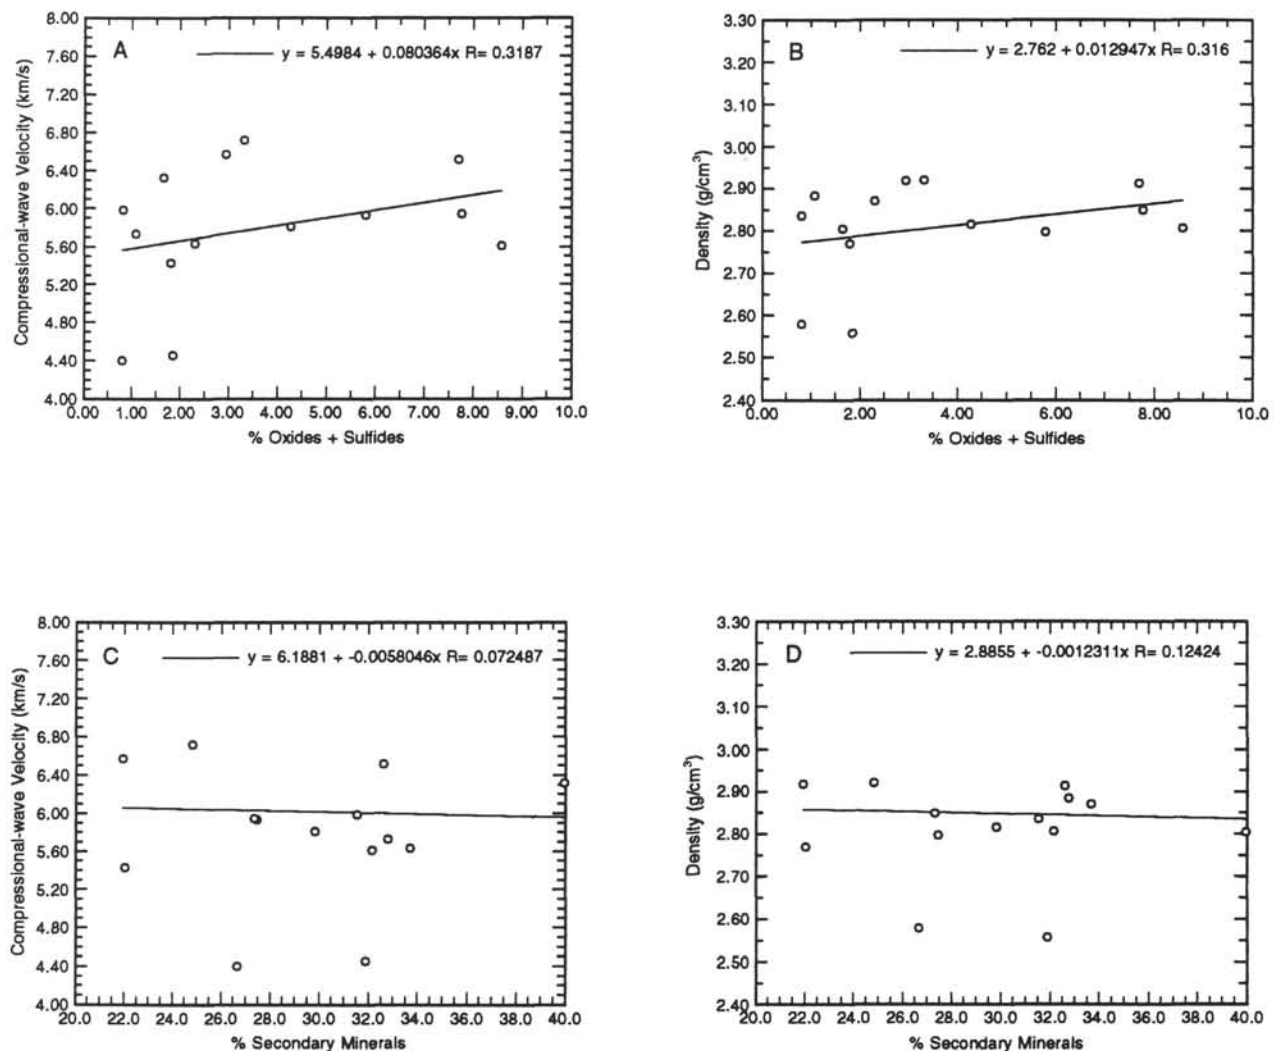 A
y = 5.4984 + 0.080364x R= 0.3187
Compressional-wave Velocity (km/s)
8.00
7.60
7.20
6.80
6.40
6.00
5.60
5.20
4.80
4.40
4.00
0.00 1.00 2.00 3.00 4.00 5.00 6.00 7.00 8.00 9.00 10.0
% Oxides + Sulfides
B
y = 2.762 + 0.012947x R= 0.316
Density (g/cm³)
3.30
3.20
3.10
3.00
2.90
2.80
2.70
2.60
2.50
2.40
0.00 2.00 4.00 6.00 8.00 10.0
% Oxides + Sulfides
C
y = 6.1881 + -0.0058046x R= 0.072487
Compressional-wave Velocity (km/s)
8.00
7.60
7.20
6.80
6.40
6.00
5.60
5.20
4.80
4.40
4.00
20.0 22.0 24.0 26.0 28.0 30.0 32.0 34.0 36.0 38.0 40.0
% Secondary Minerals
D
y = 2.8855 + -0.0012311x R= 0.12424
Density (g/cm³)
3.30
3.20
3.10
3.00
2.90
2.80
2.70
2.60
2.50
2.40
20.0 22.0 24.0 26.0 28.0 30.0 32.0 34.0 36.0 38.0 40.0
% Secondary Minerals